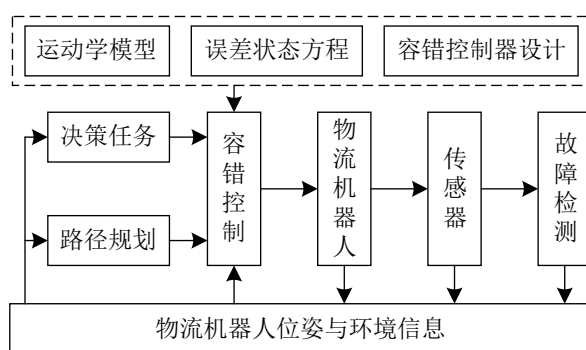 运动学模型
误差状态方程
容错控制器设计
决策任务
路径规划
容错控制
物流机器人
传感器
故障检测
物流机器人位姿与环境信息